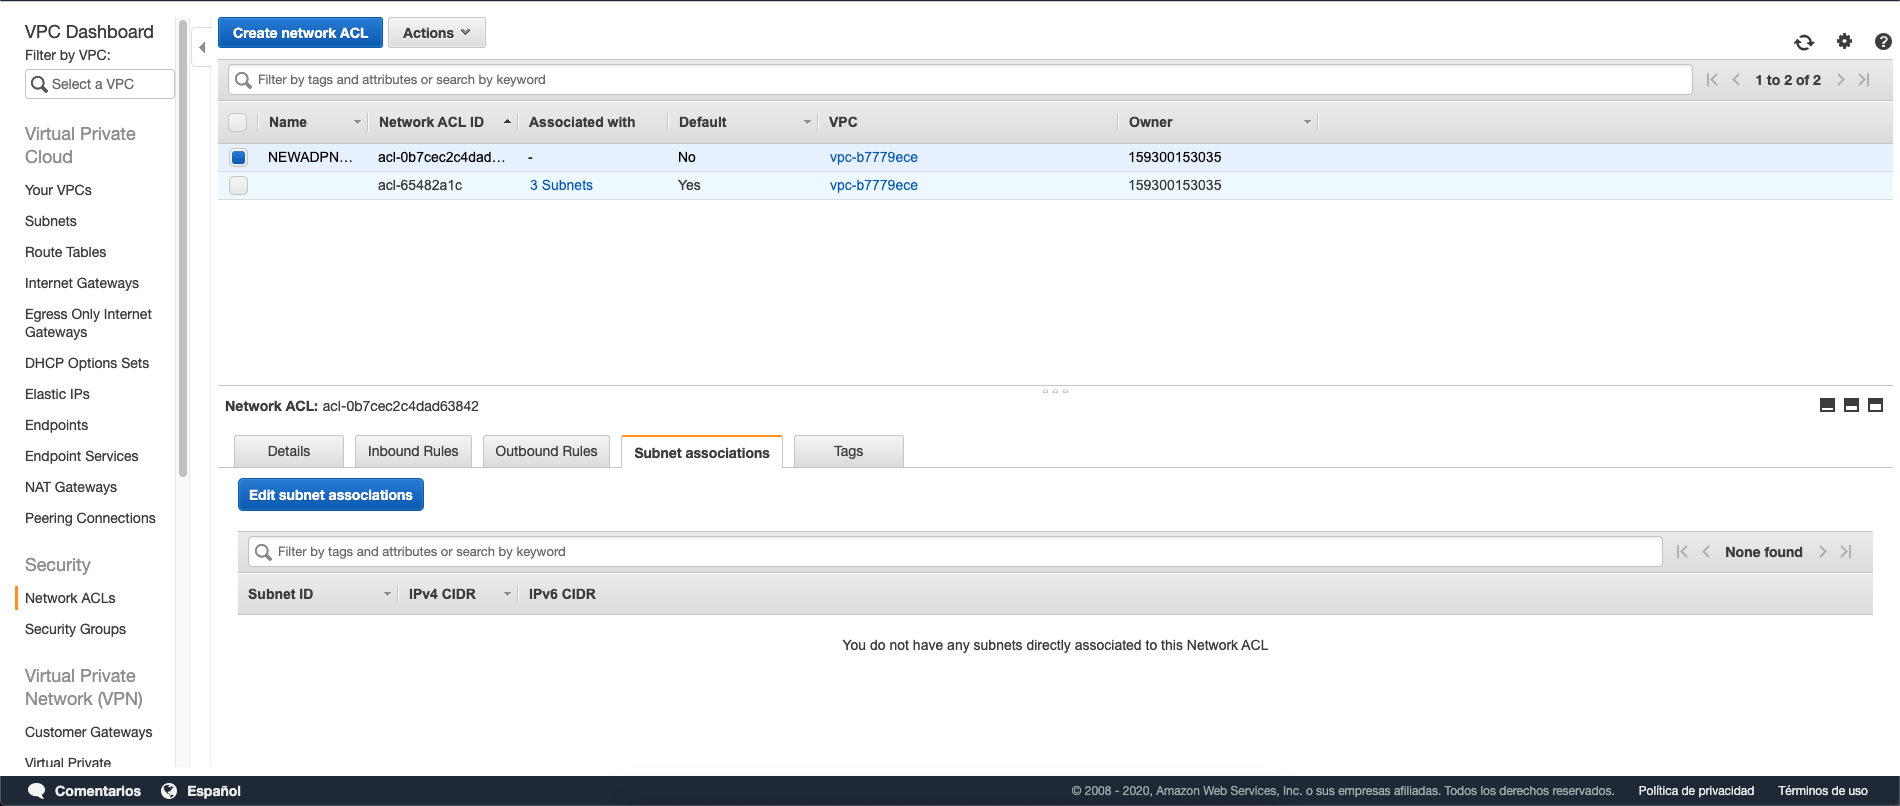 VPC Dashboard
Filter by VPC:
Select a VPC
Virtual Private
Cloud
Your VPCs
Subnets
Route Tables
Internet Gateways
Egress Only Internet
Gateways
DHCP Options Sets
Elastic IPs
Endpoints
Endpoint Services
NAT Gateways
Peering Connections
Security
Network ACLs
Security Groups
Virtual Private
Network (VPN)
Customer Gateways
Virtual Private
Create network ACL Actions
Filter by tags and attributes or search by keyword 1 to 2 of 2
Name Network ACL ID Associated with Default VPC Owner
NEWADPN... acl-0b7cec2c4dad... - No vpc-b7779ece 159300153035
acl-65482a1c 3 Subnets Yes vpc-b7779ece 159300153035
Network ACL: acl-0b7cec2c4dad63842
Details Inbound Rules Outbound Rules Subnet associations Tags
Edit subnet associations
Filter by tags and attributes or search by keyword None found
Subnet ID IPv4 CIDR IPv6 CIDR
You do not have any subnets directly associated to this Network ACL
Comentarios Español © 2008 - 2020, Amazon Web Services, Inc. o sus empresas afiliadas. Todos los derechos reservados. Política de privacidad Términos de uso